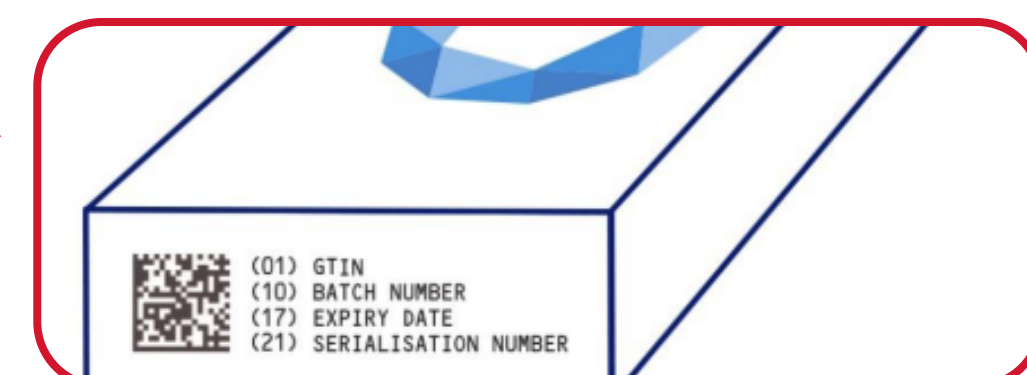 (01) GTIN
(10) BATCH NUMBER
(17) EXPIRY DATE
(21) SERIALISATION NUMBER